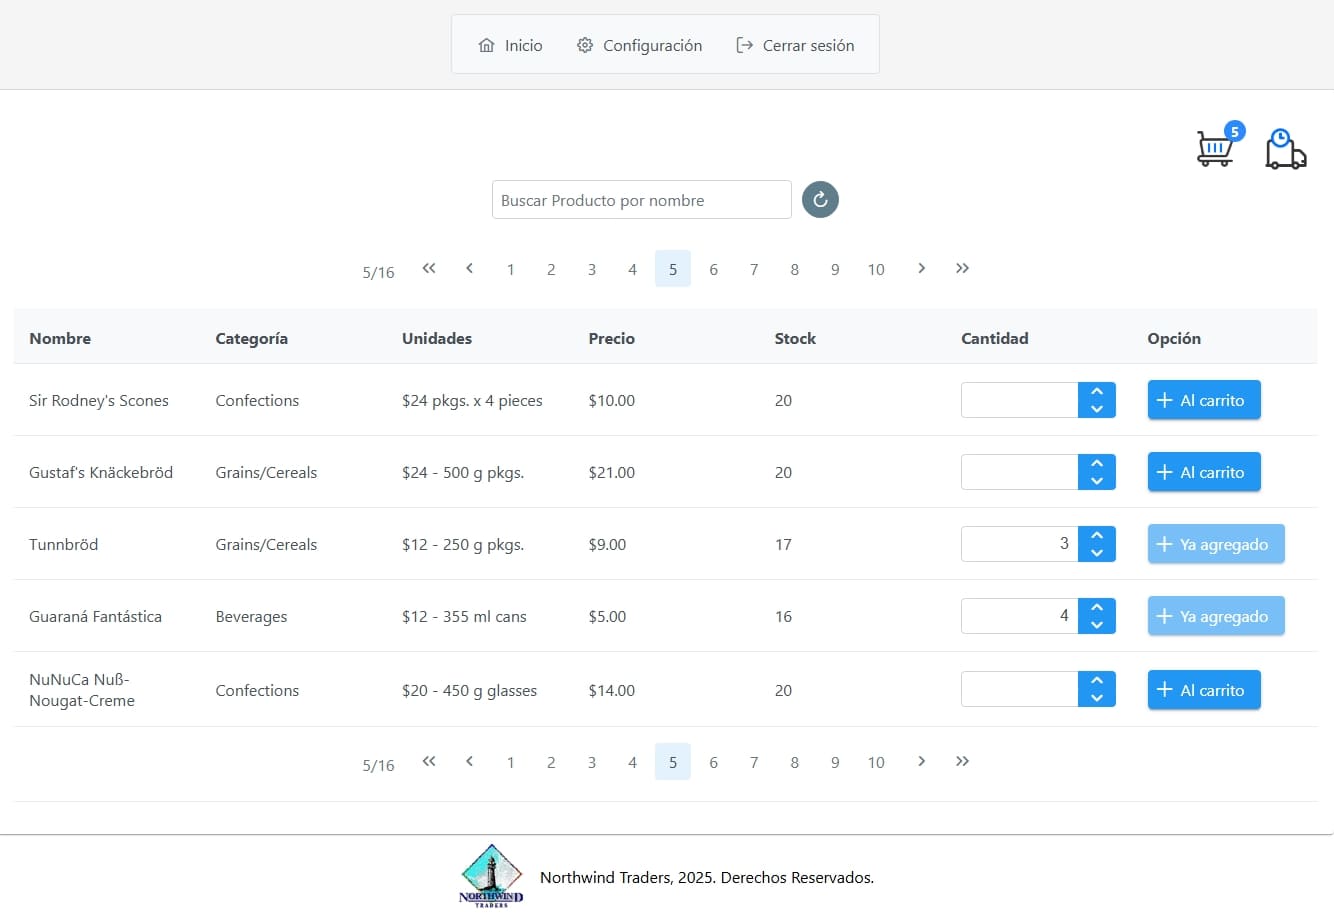 Inicio Configuración Cerrar sesión
5
Buscar Producto por nombre
5/16 1 2 3 4 5 6 7 8 9 10
Nombre Categoría Unidades Precio Stock Cantidad Opción
Sir Rodney's Scones Confections $24 pkgs. x 4 pieces $10.00 20 Al carrito
Gustaf's Knäckebröd Grains/Cereals $24 - 500 g pkgs. $21.00 20 Al carrito
Tunnbröd Grains/Cereals $12 - 250 g pkgs. $9.00 17 3 Ya agregado
Guaraná Fantástica Beverages $12 - 355 ml cans $5.00 16 4 Ya agregado
NuNuCa Nuß-
Nougat-Creme Confections $20 - 450 g glasses $14.00 20 Al carrito
5/16 1 2 3 4 5 6 7 8 9 10
NORTHWIND
TRADERS
Northwind Traders, 2025. Derechos Reservados.